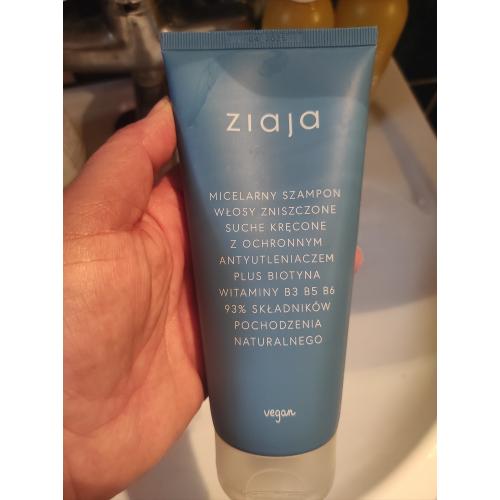 ziaja
MICELARNY SZAMPON
WŁOSY ZNISZCZONE
SUCHE KRĘCONE
Z OCHRONNYM
ANTYUTLENIACZEM
PLUS BIOTYNA
WITAMINY B3 B5 B6
93% SKŁADNIKÓW
POCHODZENIA
NATURALNEGO
vegan